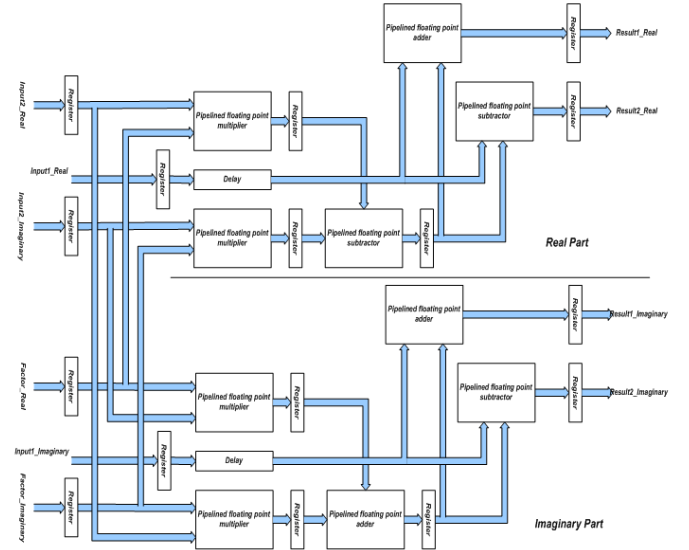 Pipelined floating point
adder
Register
Result1_Real
Input2_Real
Register
Pipelined floating point
multiplier
Register
Pipelined floating point
subtractor
Register
Result2_Real
Input1_Real
Register
Delay
Input2_Imaginary
Register
Pipelined floating point
multiplier
Register
Pipelined floating point
subtractor
Register
Real Part
Pipelined floating point
adder
Register
Result1_Imaginary
Factor_Real
Register
Pipelined floating point
multiplier
Register
Pipelined floating point
subtractor
Register
Result2_Imaginary
Input1_Imaginary
Register
Delay
Factor_Imaginary
Register
Pipelined floating point
multiplier
Register
Pipelined floating point
adder
Register
Imaginary Part